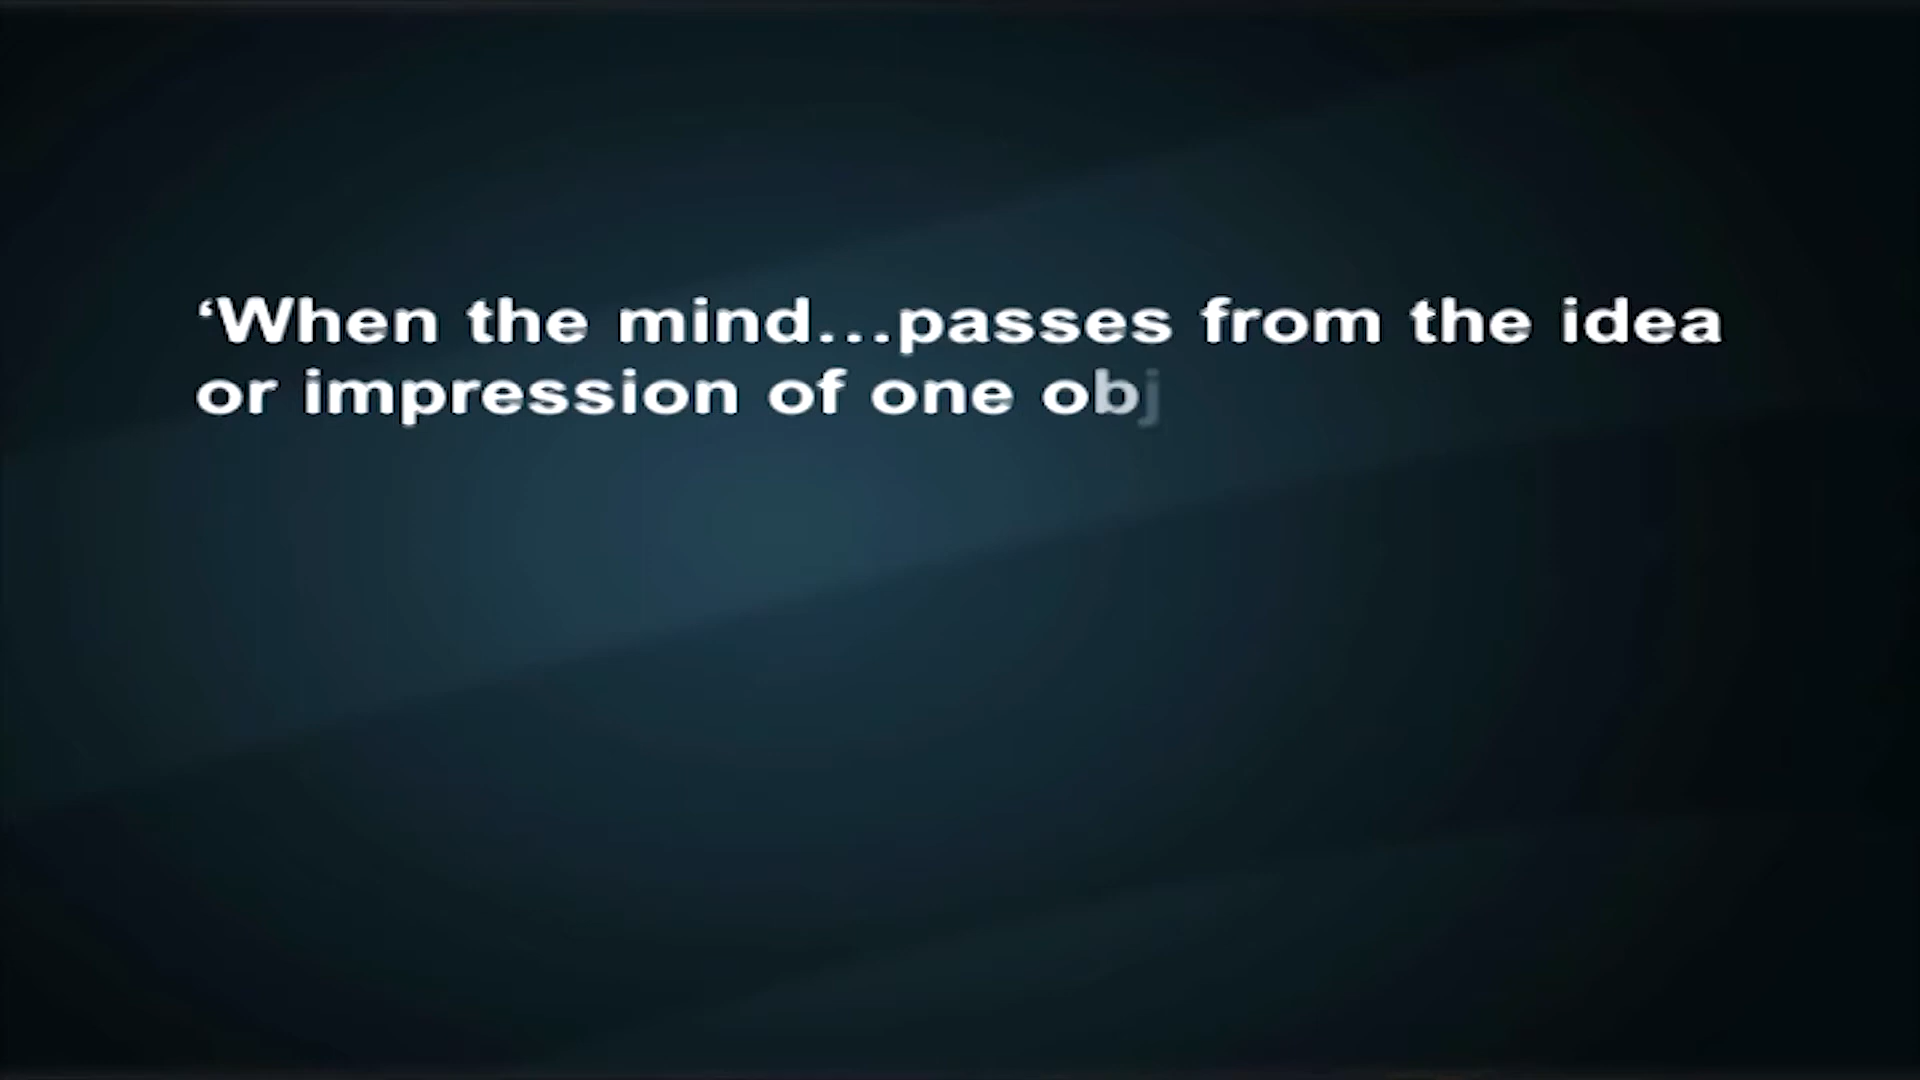 ‘When the mind...passes from the idea
or impression of one obj